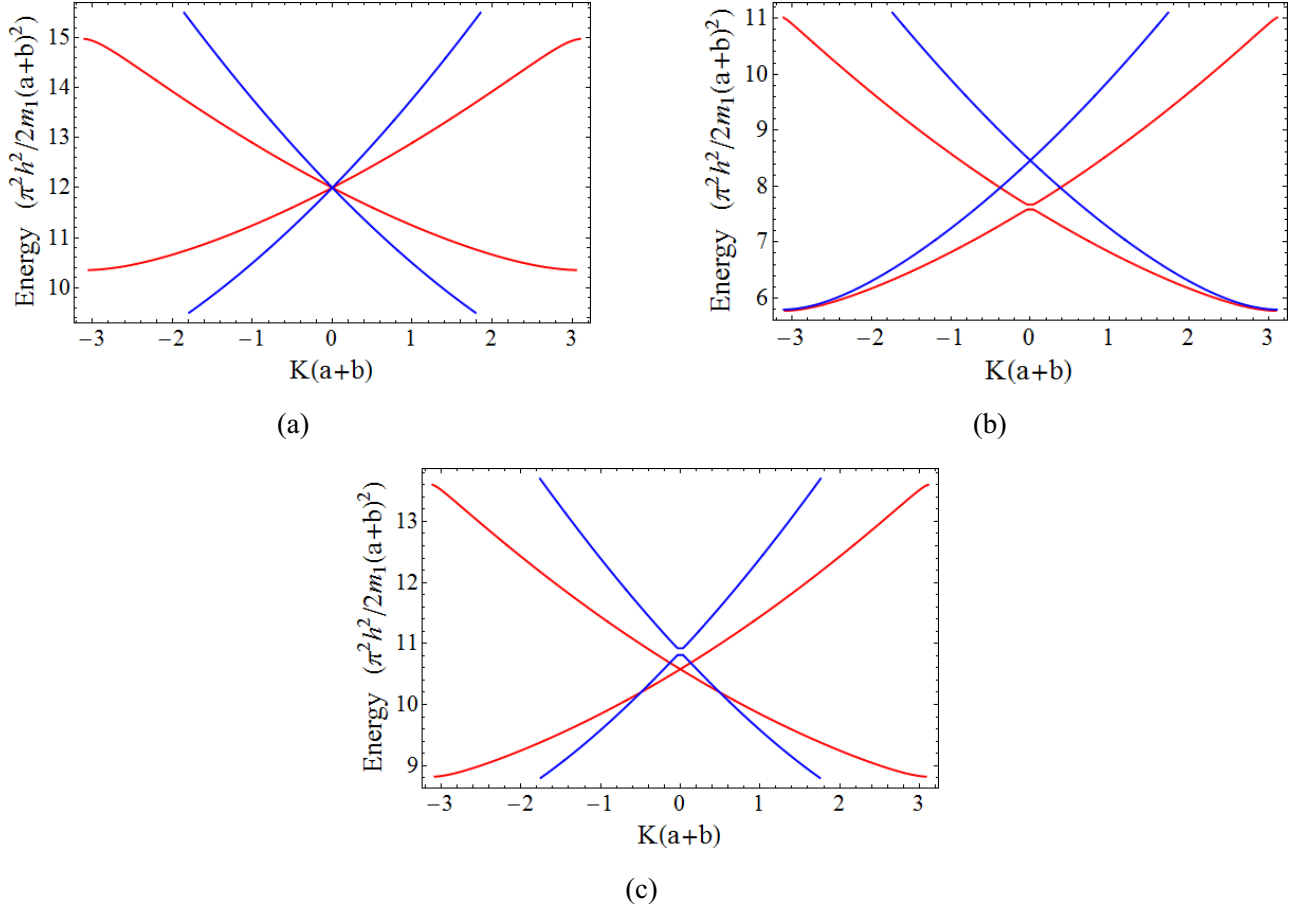 15
14
13
12
11
10
Energy (π²h²/2m₁(a+b)²)
−3 −2 −1 0 1 2 3
K(a+b)
(a)
11
10
9
8
7
6
Energy (π²h²/2m₁(a+b)²)
−3 −2 −1 0 1 2 3
K(a+b)
(b)
13
12
11
10
9
Energy (π²h²/2m₁(a+b)²)
−3 −2 −1 0 1 2 3
K(a+b)
(c)